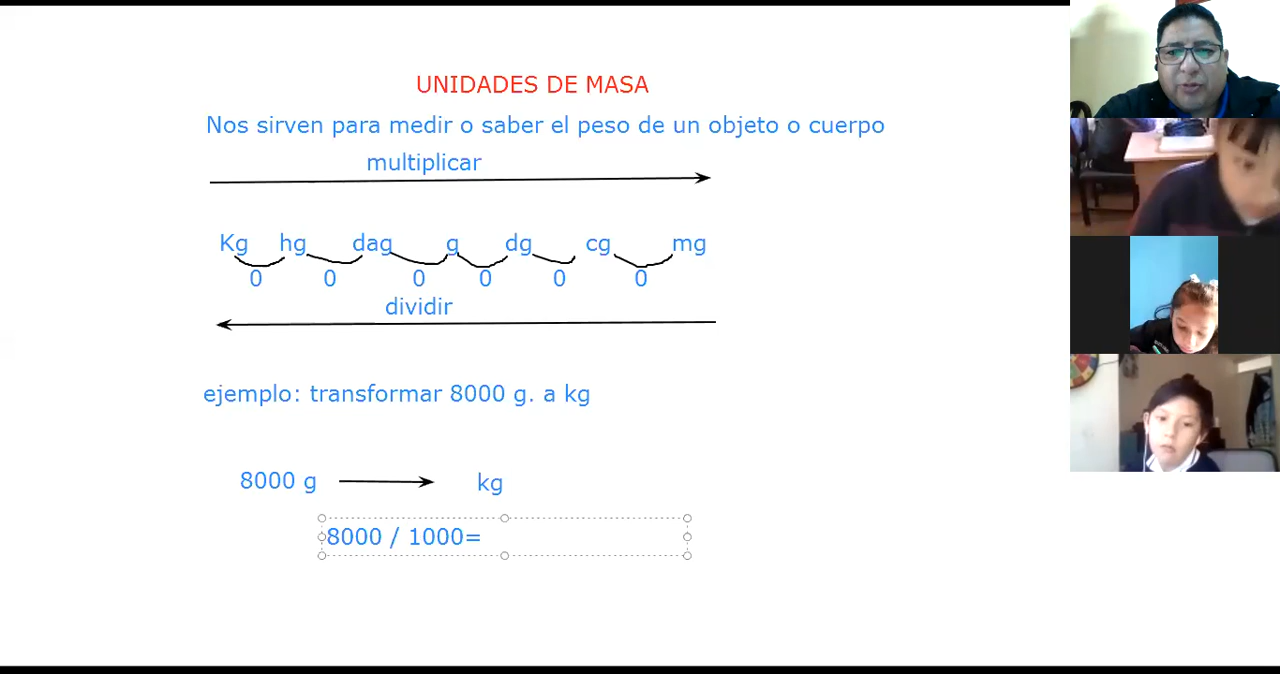 UNIDADES DE MASA
Nos sirven para medir o saber el peso de un objeto o cuerpo
multiplicar
Kg hg dag g dg cg mg
0 0 0 0 0 0
dividir
ejemplo: transformar 8000 g. a kg
8000 g kg
8000 / 1000=